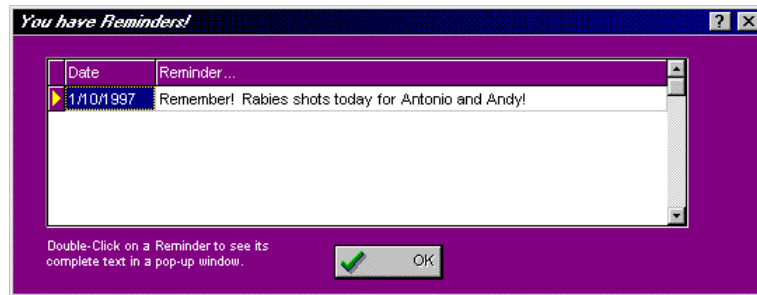 You have Reminders!
Date Reminder...
1/10/1997 Remember! Rabies shots today for Antonio and Andy!
Double-Click on a Reminder to see its
complete text in a pop-up window.
OK